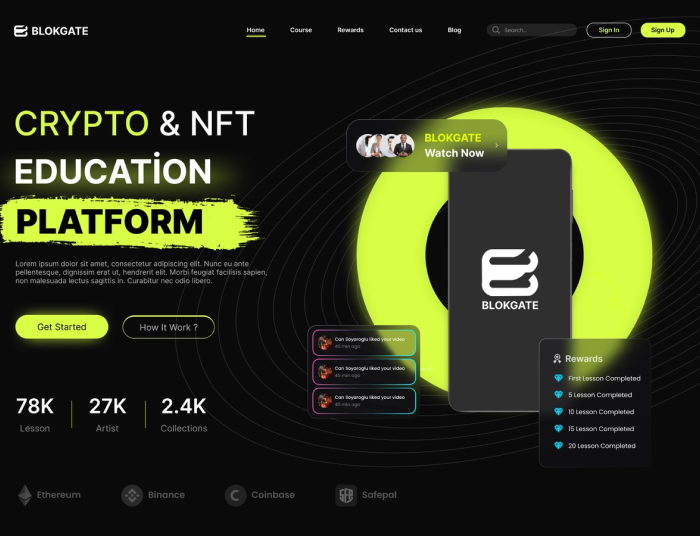 BLOKGATE
Home Course Rewards Contact us Blog
Search..
Sign In
Sign Up
CRYPTO & NFT
EDUCATİON
PLATFORM
Lorem ipsum dolor sit amet, consectetur adipiscing elit. Nunc eu ante
pellentesque, dignissim erat ut, hendrerit elit. Morbi feugiat facilisis sapien,
non malesuada lectus sagittis in. Curabitur nec odio libero.
Get Started
How It Work ?
78K
Lesson
27K
Artist
2.4K
Collections
BLOKGATE
Watch Now
BLOKGATE
Can Soyaroglu liked your video
40 min ago
Can Soyaroglu liked your video
40 min ago
Can Soyaroglu liked your video
40 min ago
Rewards
First Lesson Completed
5 Lesson Completed
10 Lesson Completed
15 Lesson Completed
20 Lesson Completed
Ethereum
Binance
Coinbase
Safepal